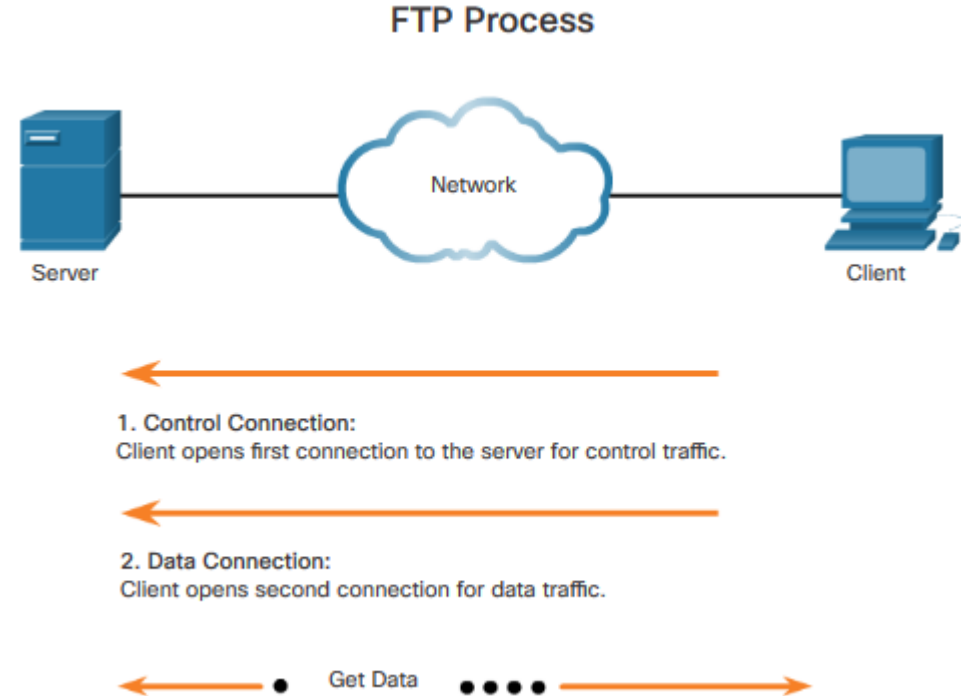 FTP Process
Network
Server
Client
1. Control Connection:
Client opens first connection to the server for control traffic.
2. Data Connection:
Client opens second connection for data traffic.
Get Data